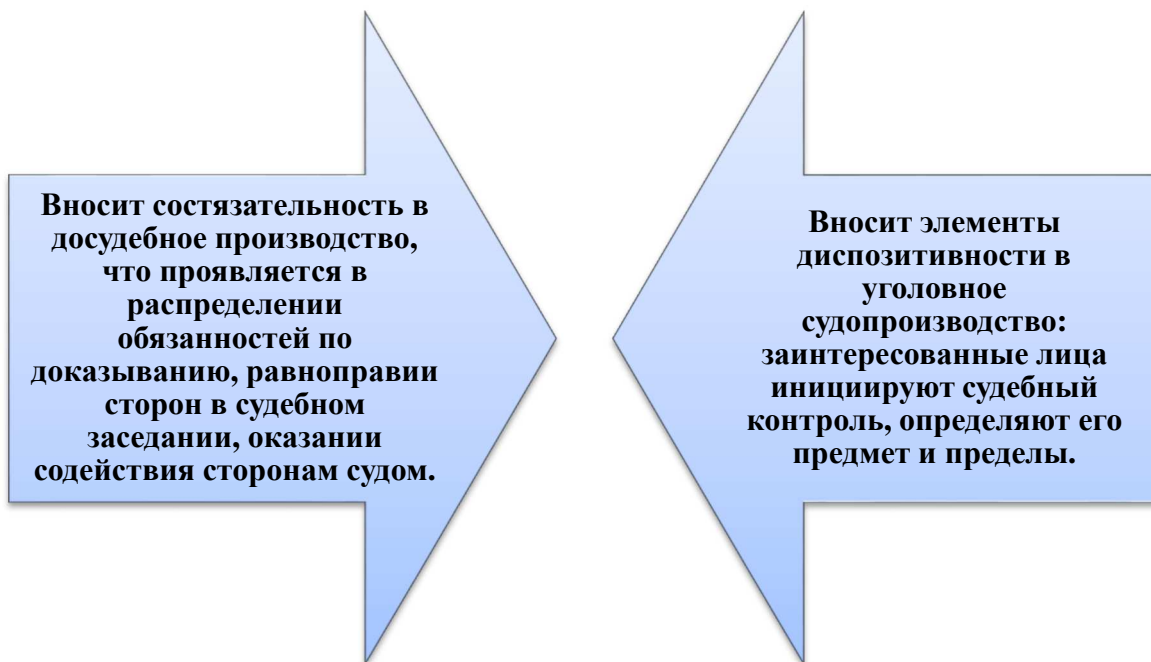 Вносит состязательность в
досудебное производство,
что проявляется в
распределении
обязанностей по
доказыванию, равноправии
сторон в судебном
заседании, оказании
содействия сторонам судом.
Вносит элементы
диспозитивности в
уголовное
судопроизводство:
заинтересованные лица
инициируют судебный
контроль, определяют его
предмет и пределы.